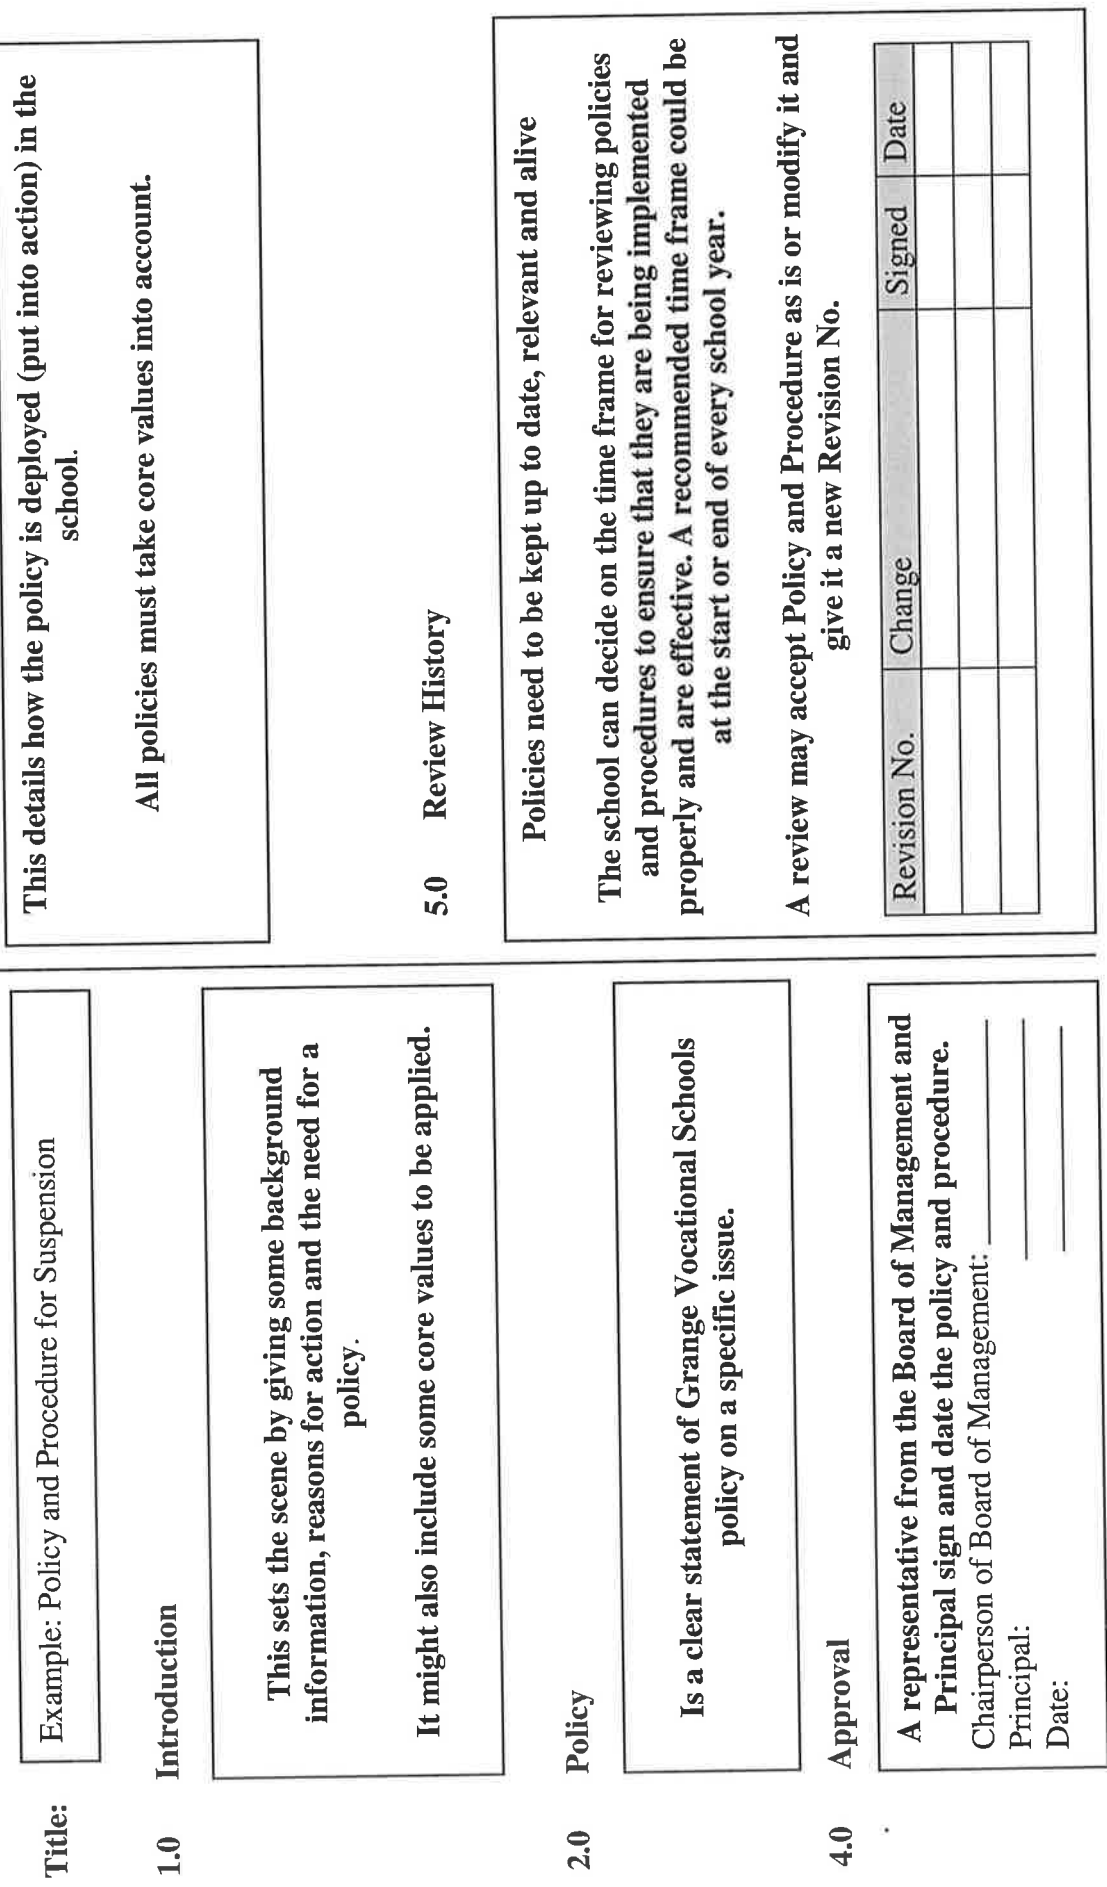 Title: Example: Policy and Procedure for Suspension
1.0 Introduction
This sets the scene by giving some background
information, reasons for action and the need for a
policy.
It might also include some core values to be applied.
2.0 Policy
Is a clear statement of Grange Vocational Schools
policy on a specific issue.
4.0 Approval
A representative from the Board of Management and
Principal sign and date the policy and procedure.
Chairperson of Board of Management:
Principal:
Date:
This details how the policy is deployed (put into action) in the
school.
All policies must take core values into account.
5.0 Review History
Policies need to be kept up to date, relevant and alive
The school can decide on the time frame for reviewing policies
and procedures to ensure that they are being implemented
properly and are effective. A recommended time frame could be
at the start or end of every school year.
A review may accept Policy and Procedure as is or modify it and
give it a new Revision No.
Revision No. Change Signed Date